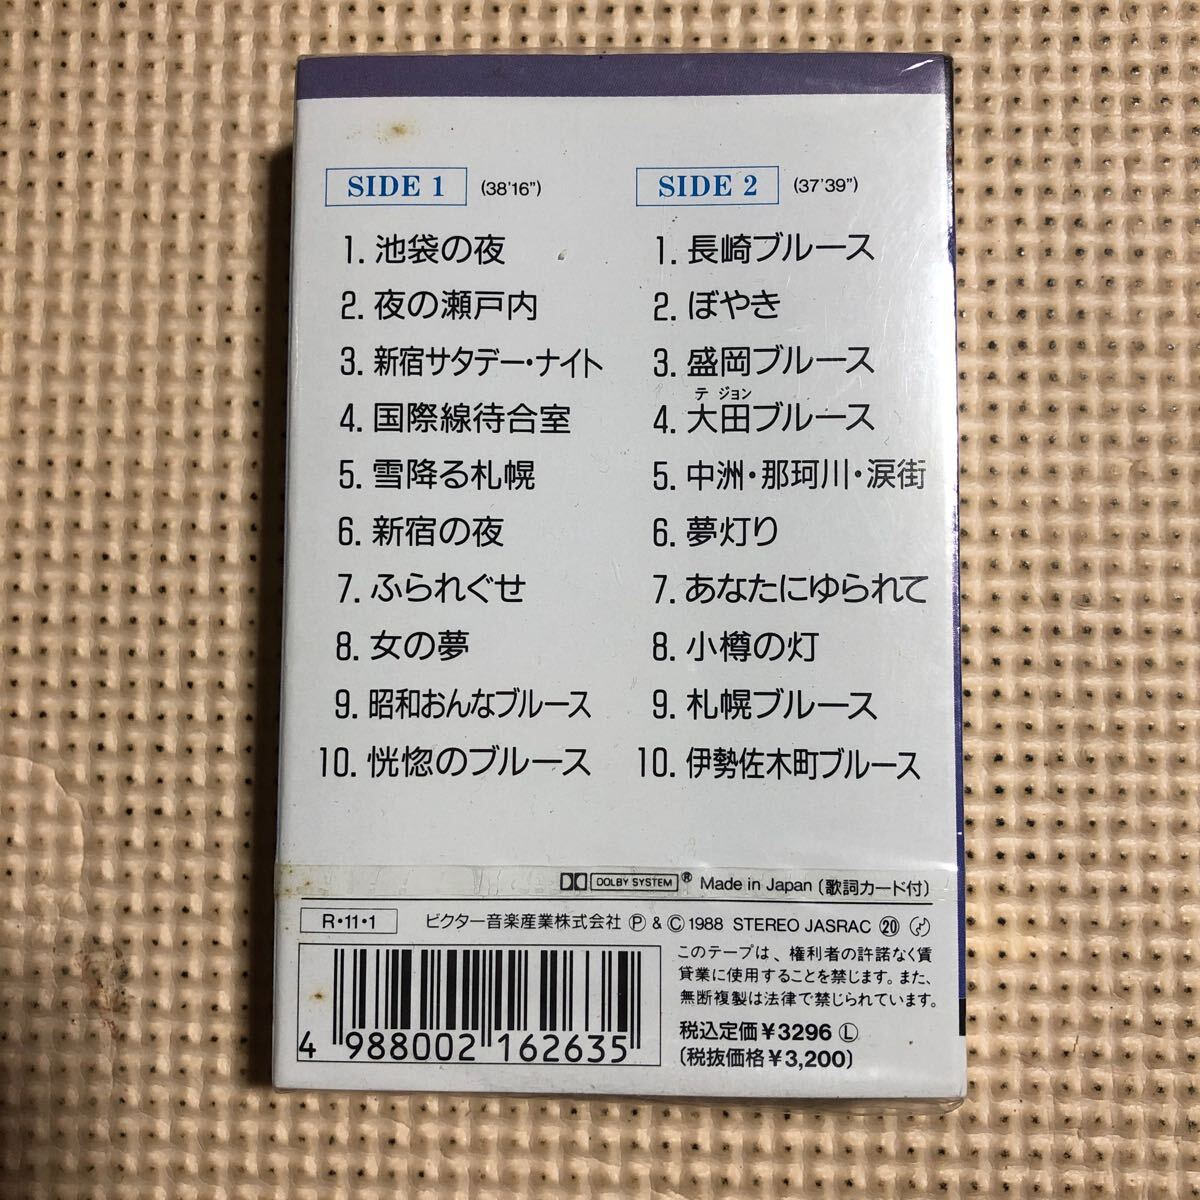 SIDE 1 (38'16")
1. 池袋の夜
2. 夜の瀬戸内
3. 新宿サタデー・ナイト
4. 国際線待合室
5. 雪降る札幌
6. 新宿の夜
7. ふられぐせ
8. 女の夢
9. 昭和おんなブルース
10. 恍惚のブルース
SIDE 2 (37'39")
1. 長崎ブルース
2. ぼやき
3. 盛岡ブルース
テ ジョン
4. 大田ブルース
5. 中洲・那珂川・涙街
6. 夢灯り
7. あなたにゆられて
8. 小樽の灯
9. 札幌ブルース
10. 伊勢佐木町ブルース
DOLBY SYSTEM ® Made in Japan (歌詞カード付)
R・11・1 ビクター音楽産業株式会社 Ⓟ & Ⓒ 1988 STEREO JASRAC ⑳
このテープは、権利者の許諾なく賃
貸業に使用することを禁じます。また、
無断複製は法律で禁じられています。
税込定価¥3296 Ⓛ
(税抜価格¥3,200)
4 988002 162635